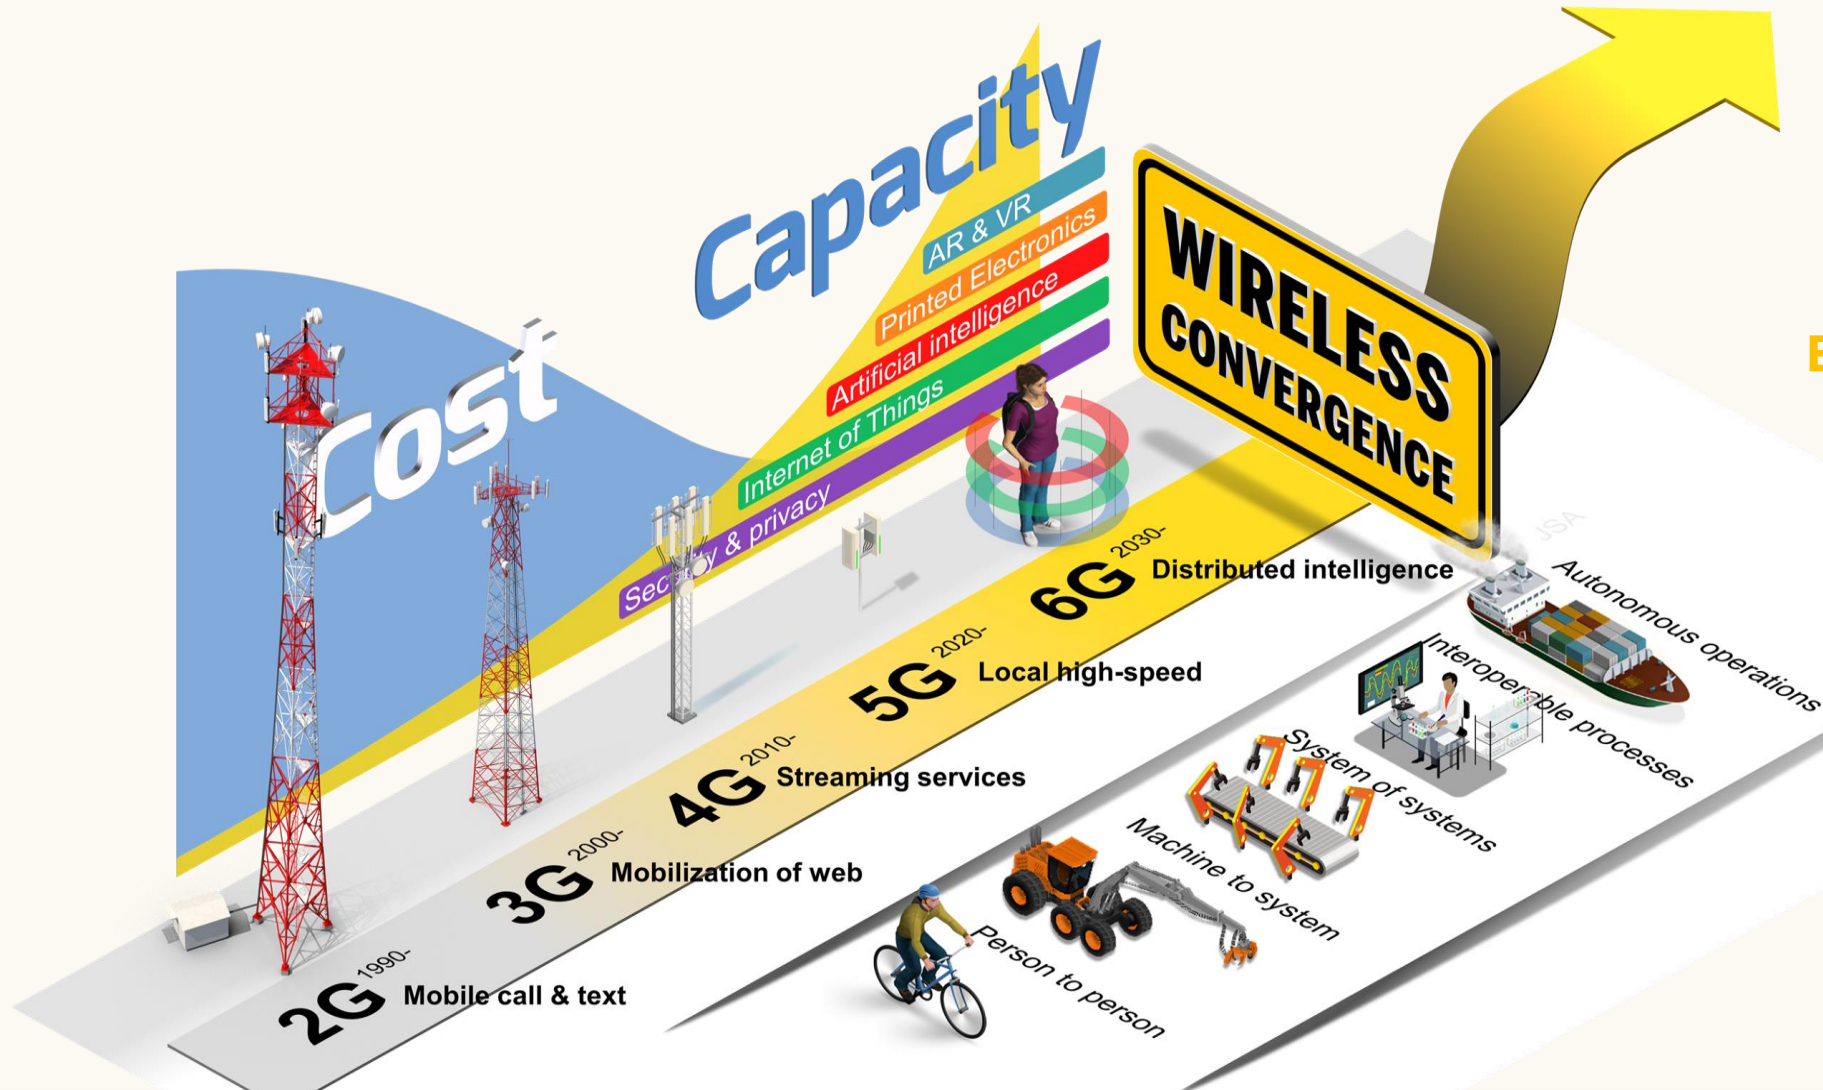 Capacity
Cost
AR & VR
Printed Electronics
Artificial intelligence
Internet of Things
Security & privacy
WIRELESS
CONVERGENCE
6G 2030-
Distributed intelligence
5G 2020-
Local high-speed
4G 2010-
Streaming services
3G 2000-
Mobilization of web
2G 1990-
Mobile call & text
JSA
Autonomous operations
Interoperable processes
System of systems
Machine to system
Person to person